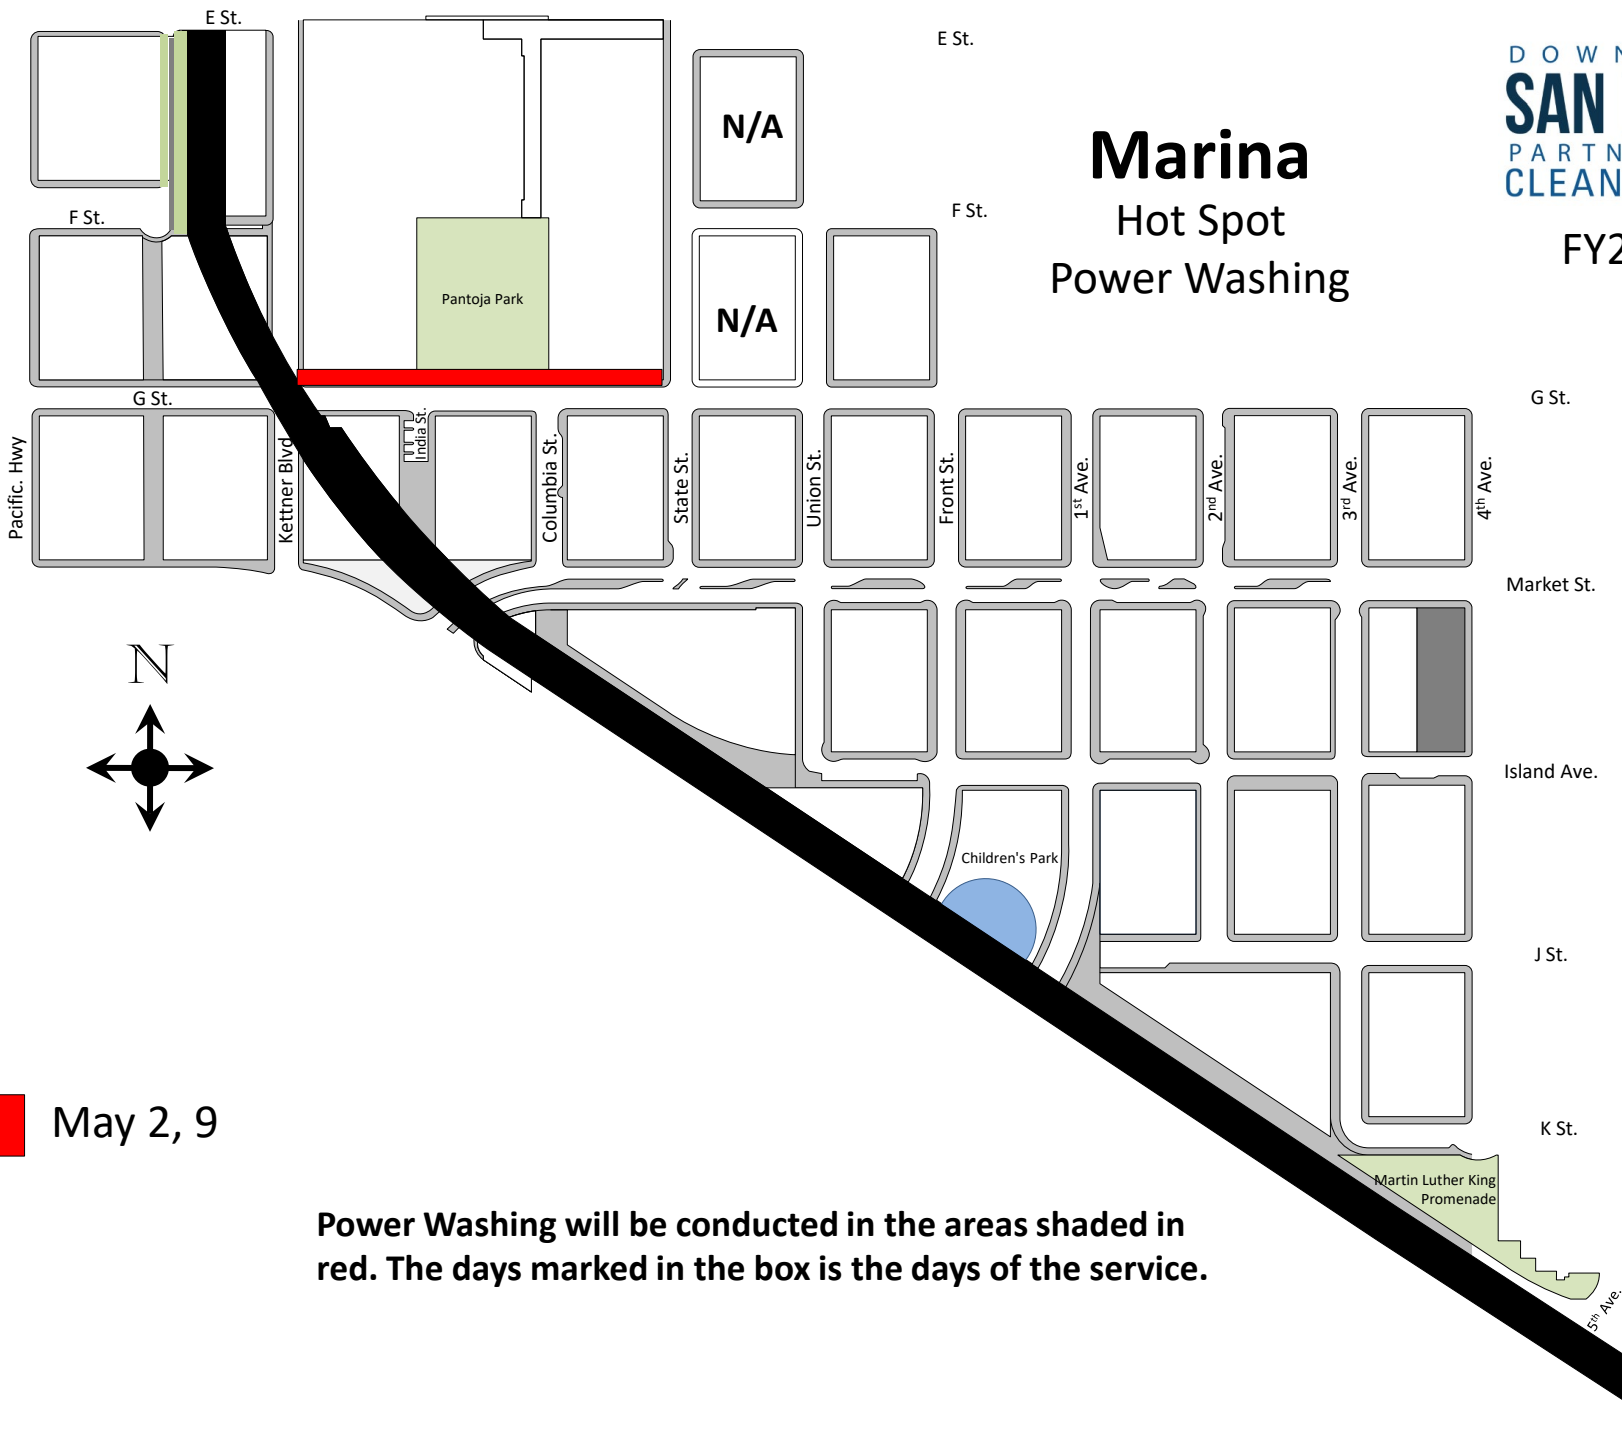 E St.
E St.
DOWN
SAN
PARTN
CLEAN
N/A
Marina
F St.
F St.
Hot Spot
FY2
Power Washing
Pantoja Park
N/A
G St.
G St.
Pacific. Hwy
Kettner Blvd
India St.
Columbia St.
State St.
Union St.
Front St.
1st Ave.
2nd Ave.
3rd Ave.
4th Ave.
Market St.
N
Island Ave.
Children's Park
J St.
May 2, 9
K St.
Martin Luther King
Promenade
Power Washing will be conducted in the areas shaded in
red. The days marked in the box is the days of the service.
5th Ave.